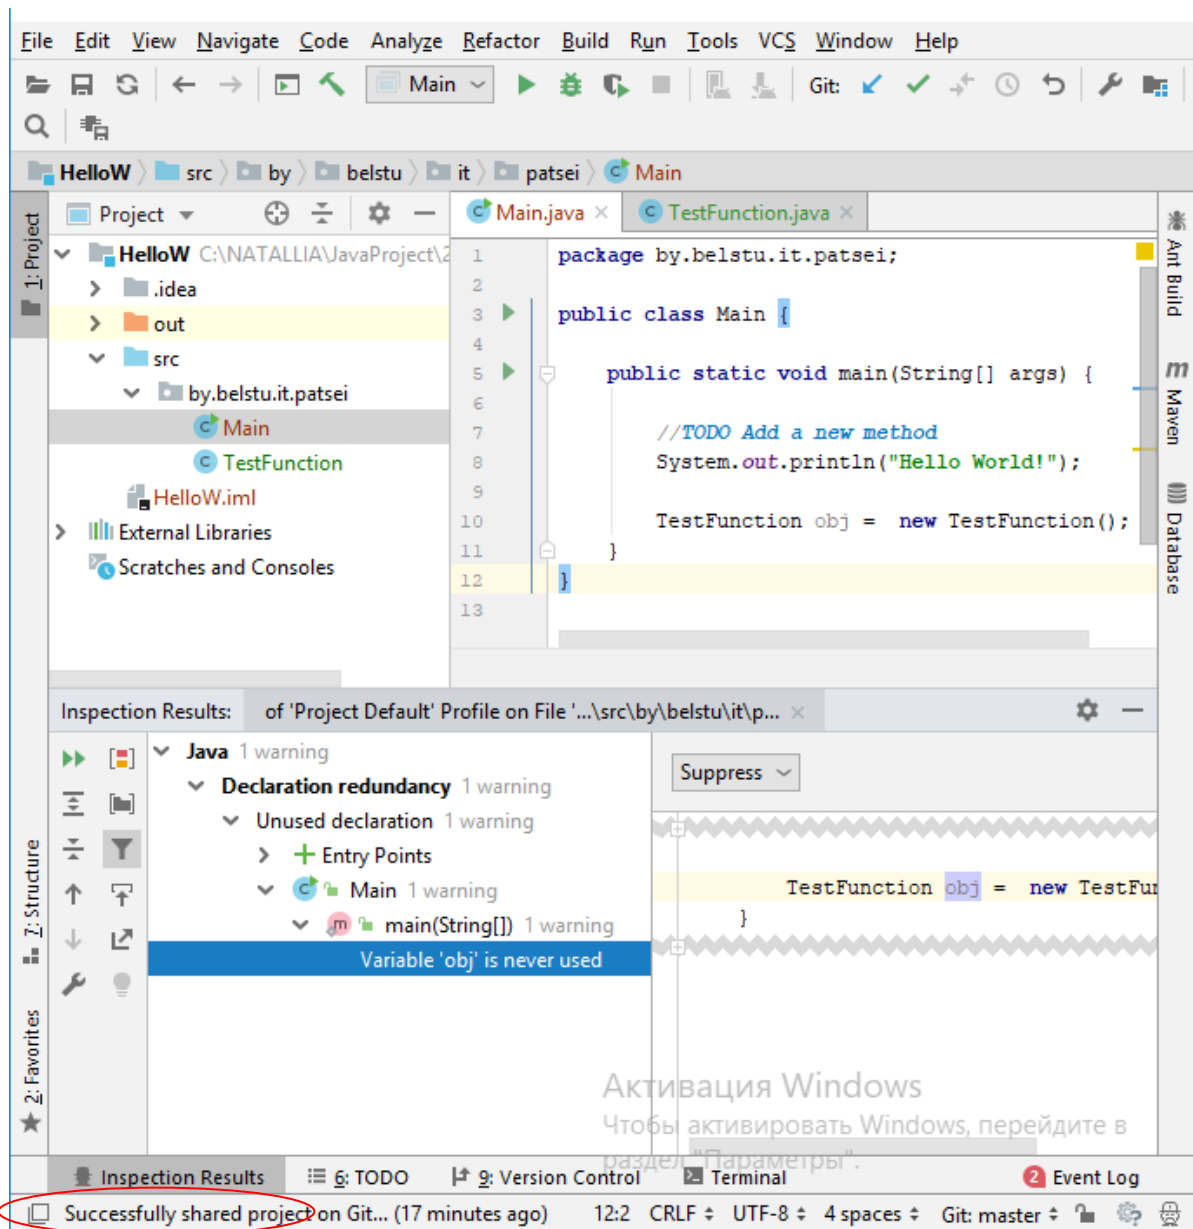 File Edit View Navigate Code Analyze Refactor Build Run Tools VCS Window Help
Main Git:
HelloW src by belstu it patsei Main
1: Project
Project
Main.java
TestFunction.java
HelloW C:\NATALLIA\JavaProject\2
.idea
out
src
by.belstu.it.patsei
Main
TestFunction
HelloW.iml
External Libraries
Scratches and Consoles
1 package by.belstu.it.patsei;
2
3 public class Main {
4
5 public static void main(String[] args) {
6
7 //TODO Add a new method
8 System.out.println("Hello World!");
9
10 TestFunction obj = new TestFunction();
11 }
12 }
13
Ant Build
Maven
Database
Inspection Results: of 'Project Default' Profile on File '...\src\by\belstu\it\p...
Java 1 warning
Declaration redundancy 1 warning
Unused declaration 1 warning
Entry Points
Main 1 warning
main(String[]) 1 warning
Variable 'obj' is never used
Suppress
TestFunction obj = new TestFun
}
7: Structure
2: Favorites
Активация Windows
Чтобы активировать Windows, перейдите в
раздел "Параметры".
Inspection Results 6: TODO 9: Version Control Terminal 2 Event Log
Successfully shared project on Git... (17 minutes ago) 12:2 CRLF UTF-8 4 spaces Git: master